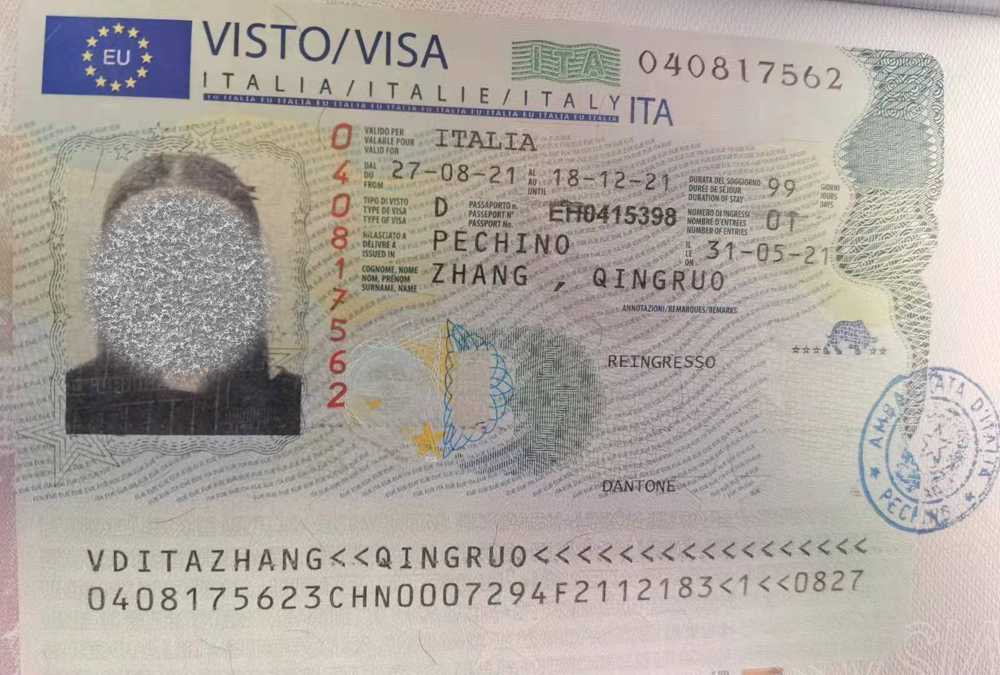 EU
VISTO/VISA
ITA
040817562
ITALIA/ITALIE/ITALY ITA
EU ITALIA EU ITALIA EU ITALIA EU ITALIA EU ITALIA EU ITALIA EU ITALIA
040817562
VALIDO PER
VALABLE POUR
VALID FOR
ITALIA
DAL
DU
FROM
27-08-21
AL
AU
UNTIL
18-12-21
DURATA DEL SOGGIORNO
DURÉE DE SÉJOUR
DURATION OF STAY
99
GIORNI
JOURS
DAYS
TIPO DI VISTO
TYPE DE VISA
TYPE OF VISA
D
PASSAPORTO n.
PASSEPORT N°
PASSPORT No.
EH0415398
NUMERO DI INGRESSI
NOMBRE D'ENTRÉES
NUMBER OF ENTRIES
01
RILASCIATO A
DÉLIVRÉ À
ISSUED IN
PECHINO
IL
LE
ON
31-05-21
COGNOME, NOME
NOM, PRÉNOM
SURNAME, NAME
ZHANG , QINGRUO
ANNOTAZIONI/REMARQUES/REMARKS
REINGRESSO
DANTONE
AMBASCIATA D'ITALIA
PECHINO
VDITAZHANG<<QINGRUO<<<<<<<<<<<<<<<<<
0408175623CHN0007294F2112183<1<<0827